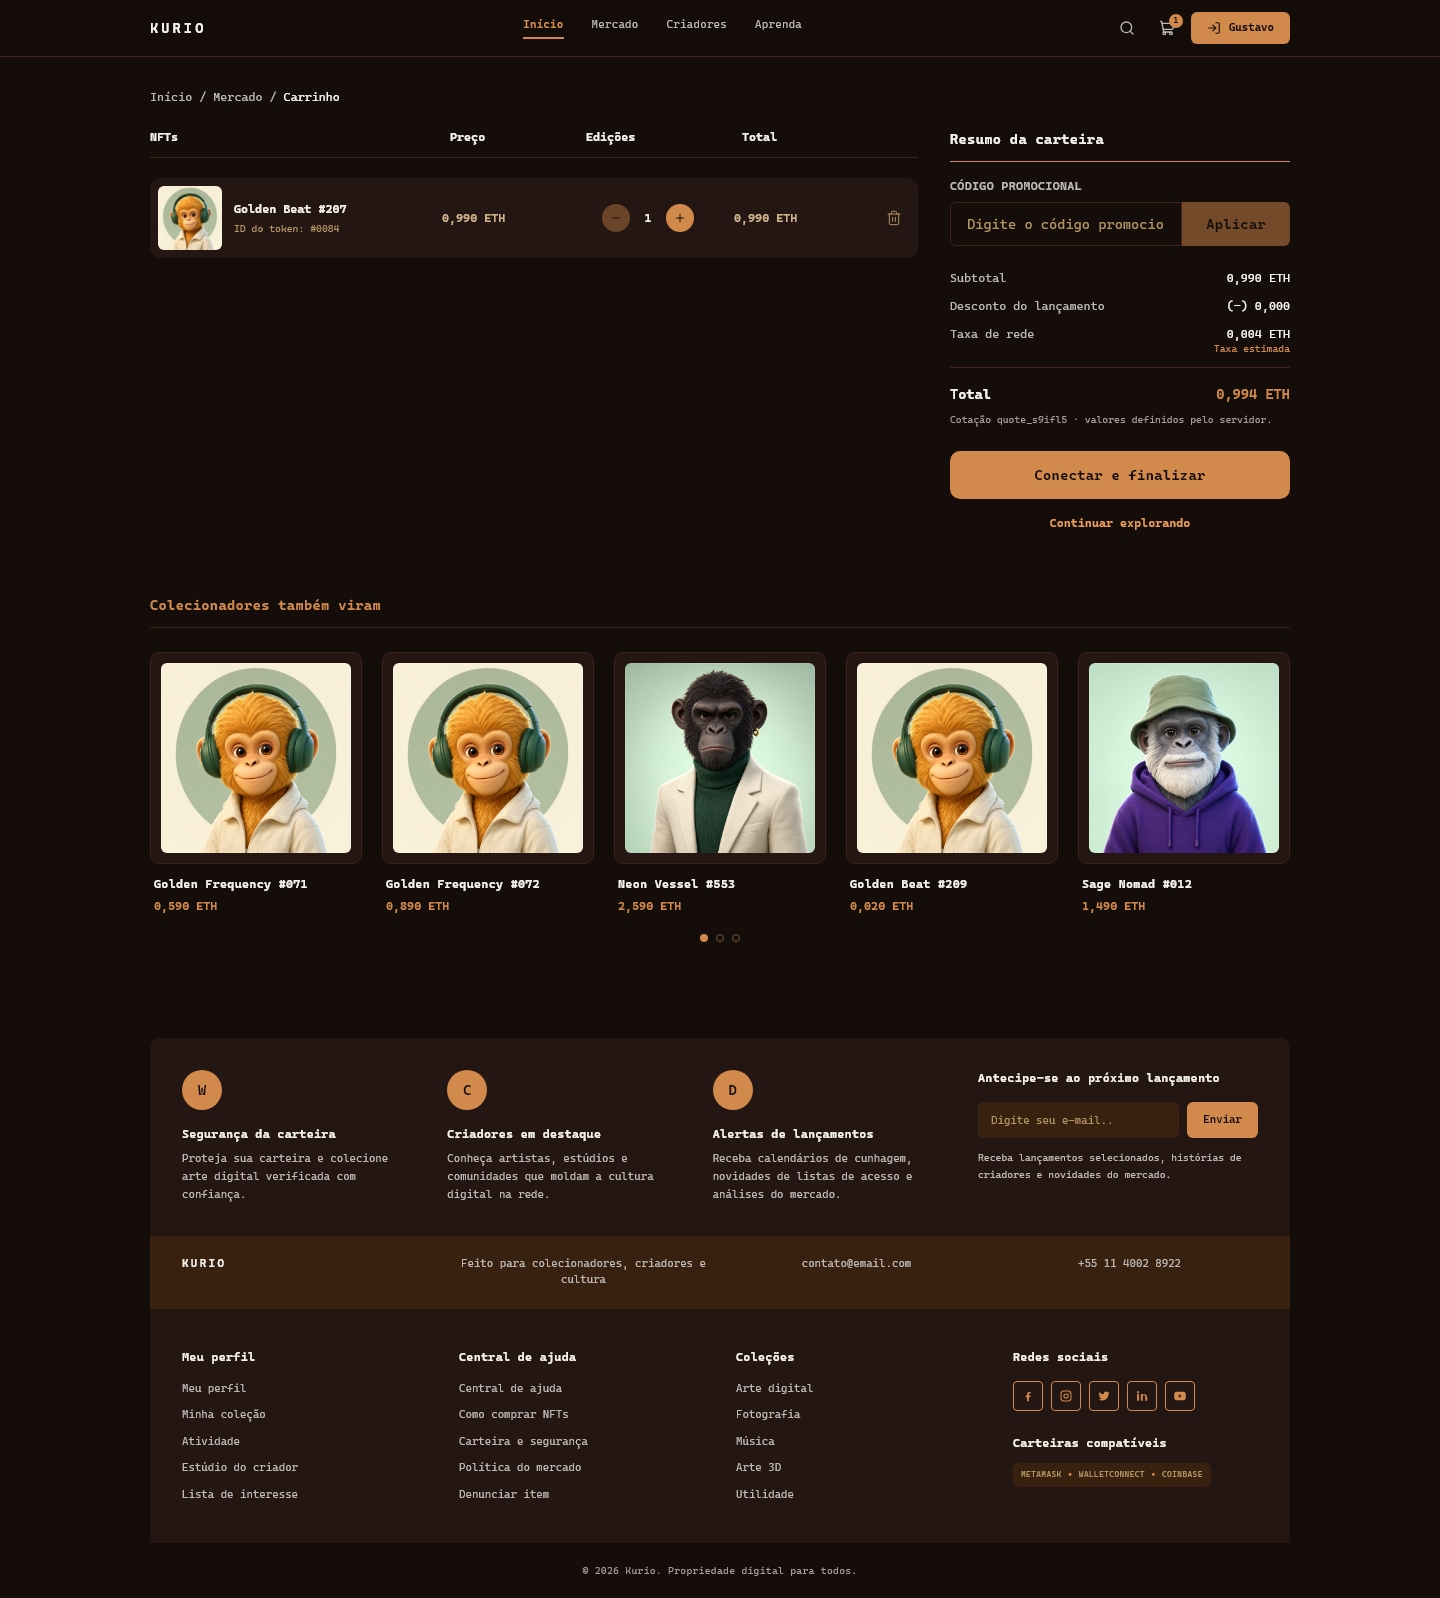 KURIO
Início
Mercado
Criadores
Aprenda
1
Gustavo
Início / Mercado / Carrinho
NFTs
Preço
Edições
Total
Golden Beat #207
ID do token: #0084
0,990 ETH
−
1
+
0,990 ETH
Resumo da carteira
CÓDIGO PROMOCIONAL
Digite o código promocio
Aplicar
Subtotal
0,990 ETH
Desconto do lançamento
(−) 0,000
Taxa de rede
0,004 ETH
Taxa estimada
Total
0,994 ETH
Cotação quote_s9ifl5 · valores definidos pelo servidor.
Conectar e finalizar
Continuar explorando
Colecionadores também viram
Golden Frequency #071
0,590 ETH
Golden Frequency #072
0,890 ETH
Neon Vessel #553
2,590 ETH
Golden Beat #209
0,020 ETH
Sage Nomad #012
1,490 ETH
W
Segurança da carteira
Proteja sua carteira e colecione
arte digital verificada com
confiança.
C
Criadores em destaque
Conheça artistas, estúdios e
comunidades que moldam a cultura
digital na rede.
D
Alertas de lançamentos
Receba calendários de cunhagem,
novidades de listas de acesso e
análises do mercado.
Antecipe-se ao próximo lançamento
Digite seu e-mail..
Enviar
Receba lançamentos selecionados, histórias de
criadores e novidades do mercado.
KURIO
Feito para colecionadores, criadores e
cultura
contato@email.com
+55 11 4002 8922
Meu perfil
Meu perfil
Minha coleção
Atividade
Estúdio do criador
Lista de interesse
Central de ajuda
Central de ajuda
Como comprar NFTs
Carteira e segurança
Política do mercado
Denunciar item
Coleções
Arte digital
Fotografia
Música
Arte 3D
Utilidade
Redes sociais
Carteiras compatíveis
METAMASK • WALLETCONNECT • COINBASE
© 2026 Kurio. Propriedade digital para todos.